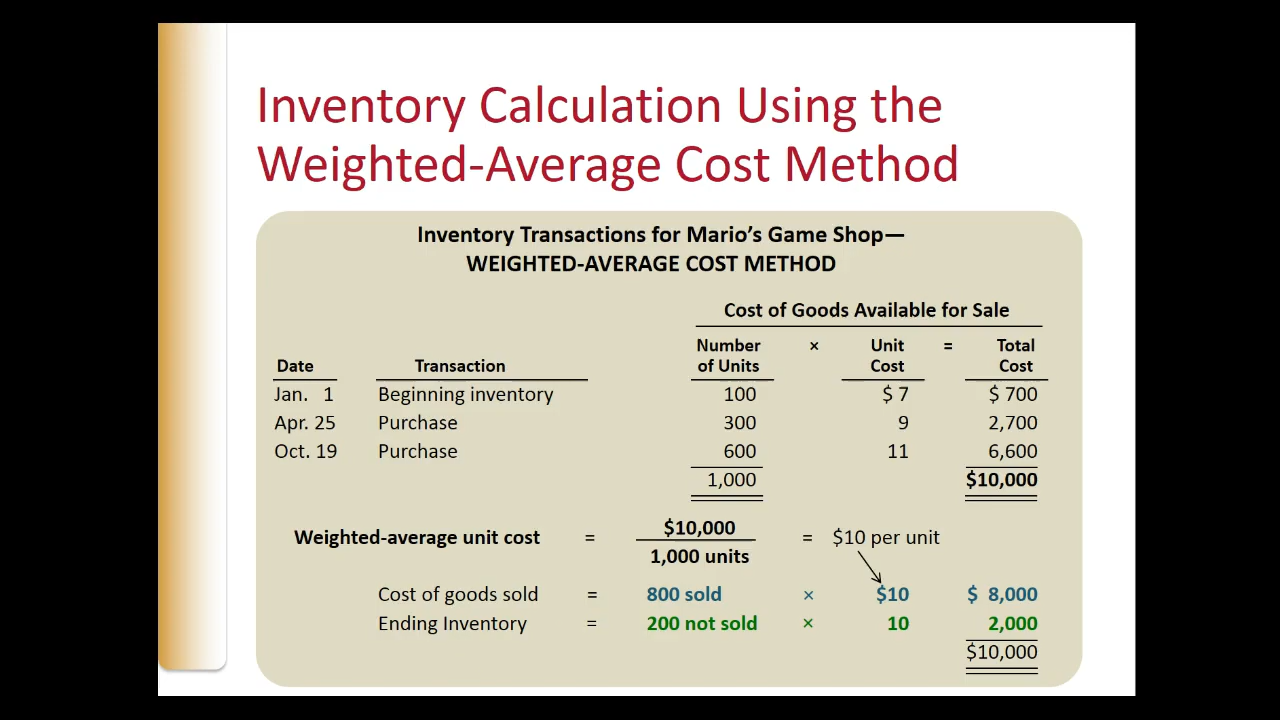 Inventory Calculation Using the
Weighted-Average Cost Method
Inventory Transactions for Mario’s Game Shop—
WEIGHTED-AVERAGE COST METHOD
Cost of Goods Available for Sale
Number × Unit = Total
Date Transaction of Units Cost Cost
Jan. 1 Beginning inventory 100 $ 7 $ 700
Apr. 25 Purchase 300 9 2,700
Oct. 19 Purchase 600 11 6,600
1,000 $10,000
$10,000
Weighted-average unit cost = = $10 per unit
1,000 units
Cost of goods sold = 800 sold × $10 $ 8,000
Ending Inventory = 200 not sold × 10 2,000
$10,000